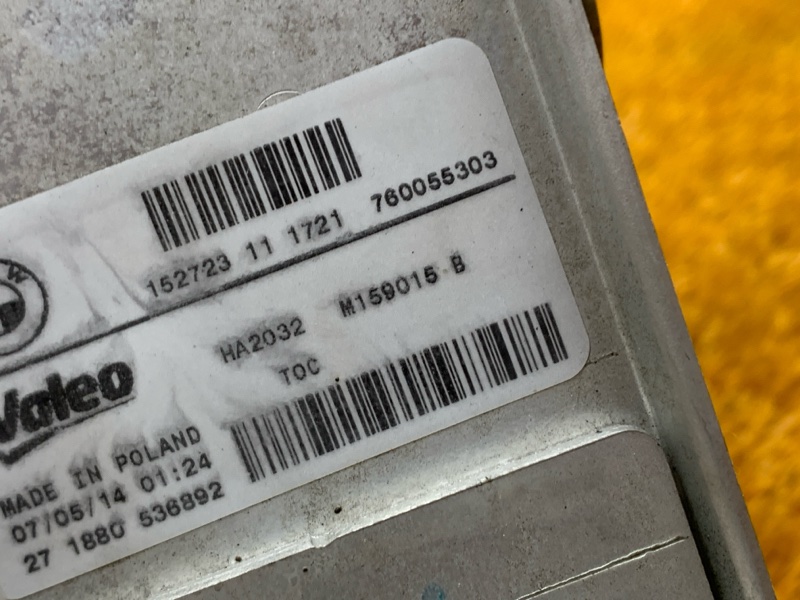 152723 11 1721 760055303
W
HA2032 M159015 B
Valeo
TOC
MADE IN POLAND
07/05/14 01:24
27 1880 536892